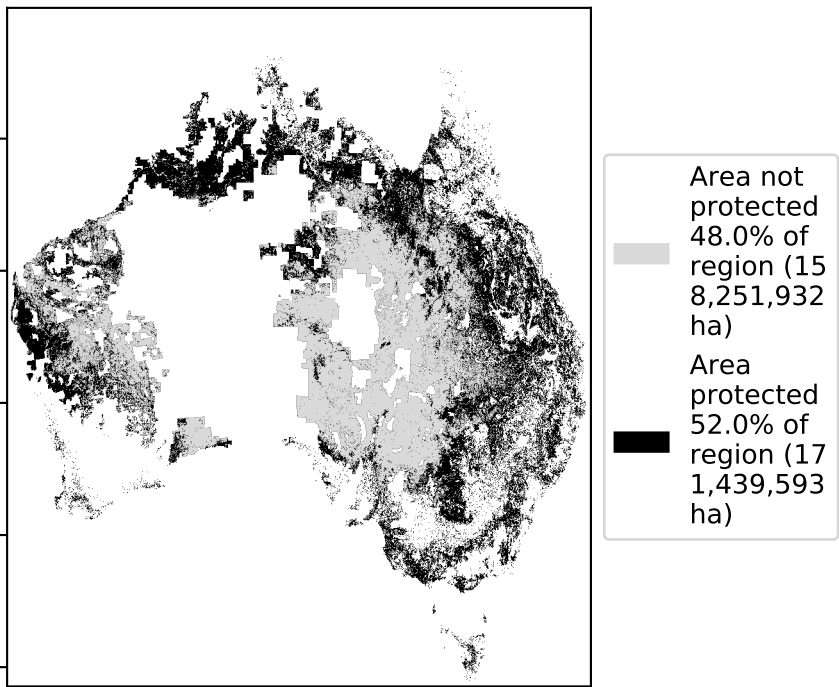 Area not
protected
48.0% of
region (15
8,251,932
ha)
Area
protected
52.0% of
region (17
1,439,593
ha)